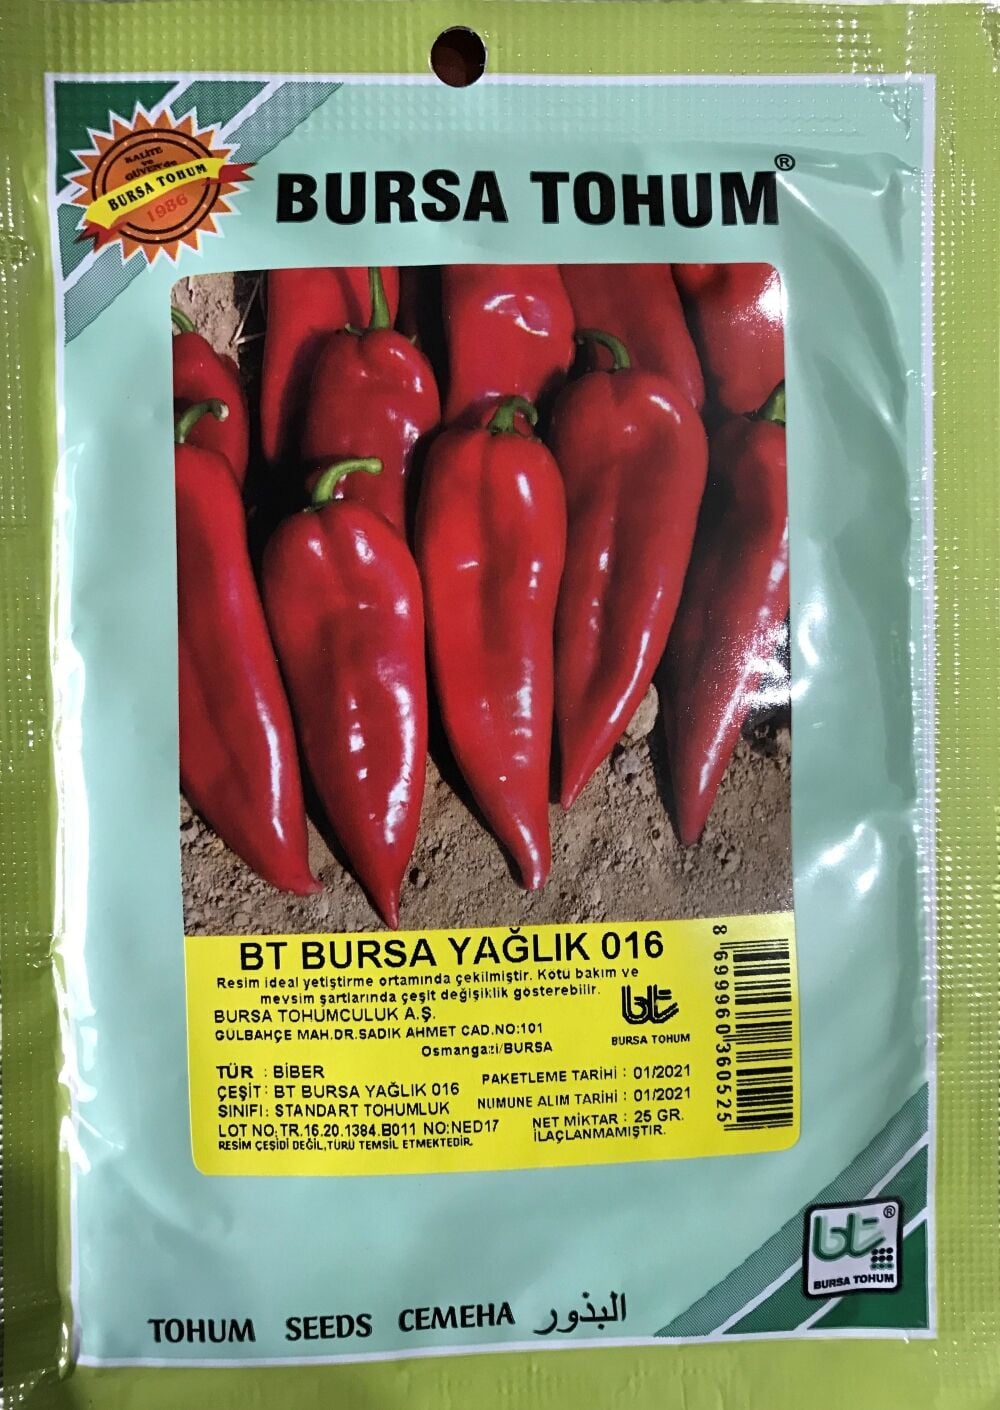 KALİTE
ve
GÜVEN'de
BURSA TOHUM
1986
BURSA TOHUM®
BT BURSA YAĞLIK 016
Resim ideal yetiştirme ortamında çekilmiştir. Kötü bakım ve
mevsim şartlarında çeşit değişiklik gösterebilir.
BURSA TOHUMCULUK A.Ş.
GÜLBAHÇE MAH.DR.SADIK AHMET CAD.NO:101
Osmangazi/BURSA
BURSA TOHUM
TÜR : BİBER
ÇEŞİT: BT BURSA YAĞLIK 016
SINIFI: STANDART TOHUMLUK
LOT NO:TR.16.20.1384.B011 NO:NED17
RESİM ÇEŞİDİ DEĞİL,TÜRÜ TEMSİL ETMEKTEDİR.
PAKETLEME TARİHİ : 01/2021
NUMUNE ALIM TARİHİ : 01/2021
NET MİKTAR : 25 GR.
İLAÇLANMAMIŞTIR.
8 699960 360525
®
BURSA TOHUM
TOHUM SEEDS СЕМЕНА البذور